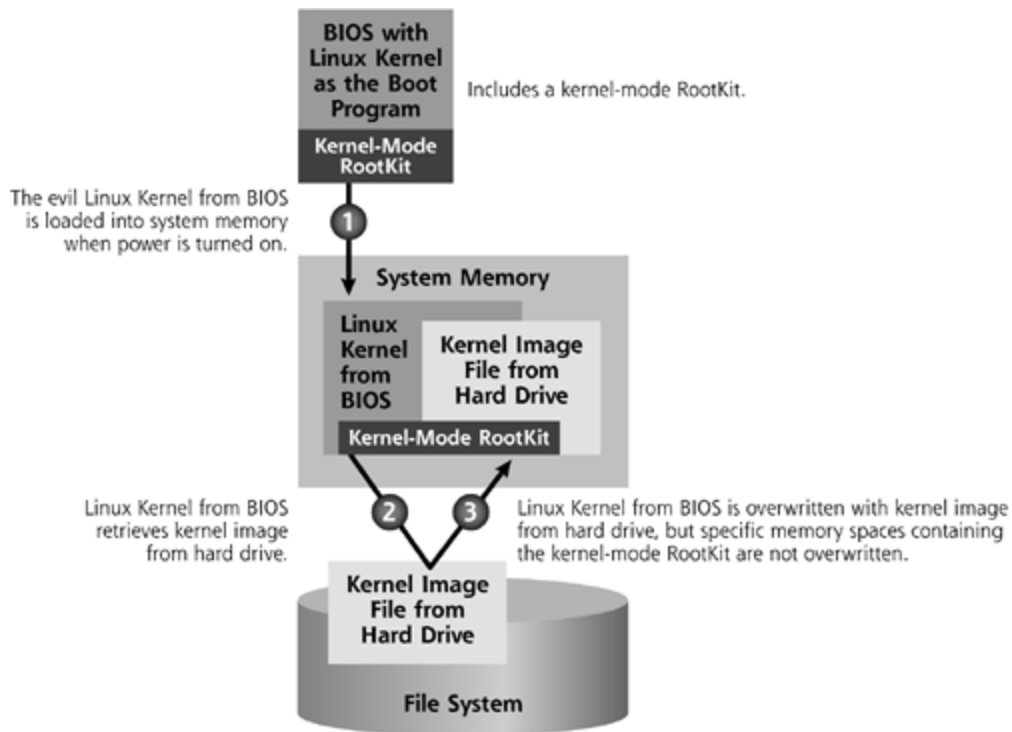 BIOS with
Linux Kernel
as the Boot
Program
Includes a kernel-mode RootKit.
Kernel-Mode
RootKit
The evil Linux Kernel from BIOS
is loaded into system memory
when power is turned on.
1
System Memory
Linux
Kernel
from
BIOS
Kernel Image
File from
Hard Drive
Kernel-Mode RootKit
Linux Kernel from BIOS
retrieves kernel image
from hard drive.
2
3
Linux Kernel from BIOS is overwritten with kernel image
from hard drive, but specific memory spaces containing
the kernel-mode RootKit are not overwritten.
Kernel Image
File from
Hard Drive
File System